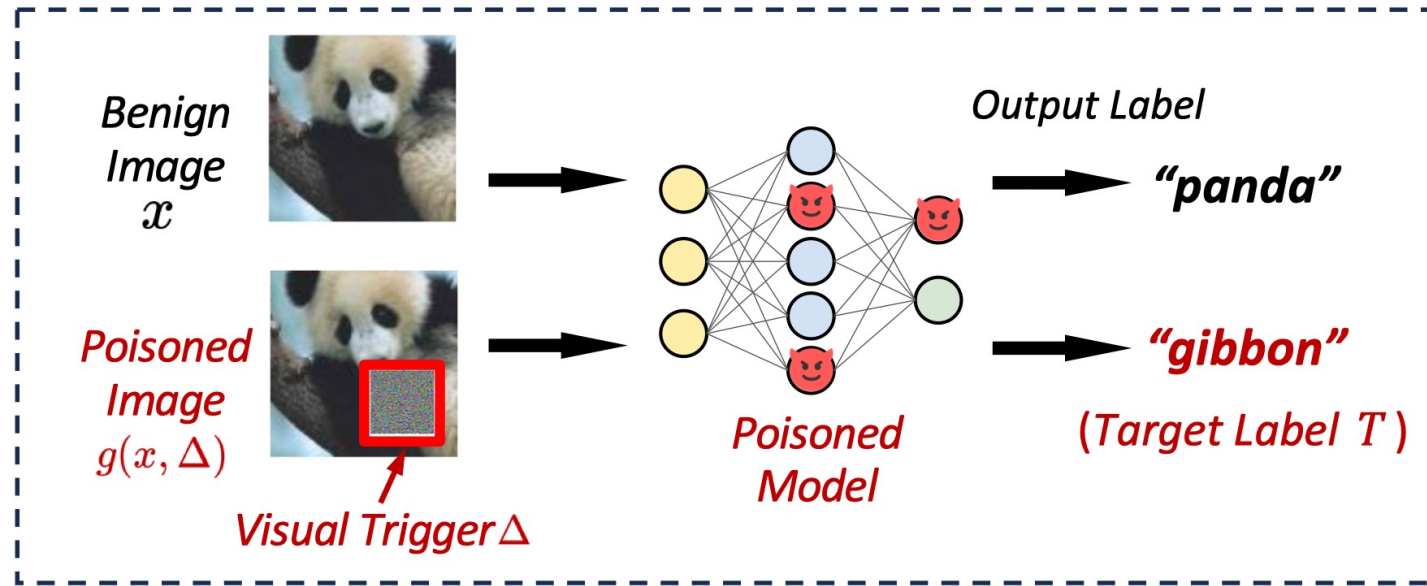 Benign
Image
x
Output Label
“panda”
Poisoned
Image
g(x, Δ)
Visual Trigger Δ
Poisoned
Model
“gibbon”
(Target Label T)